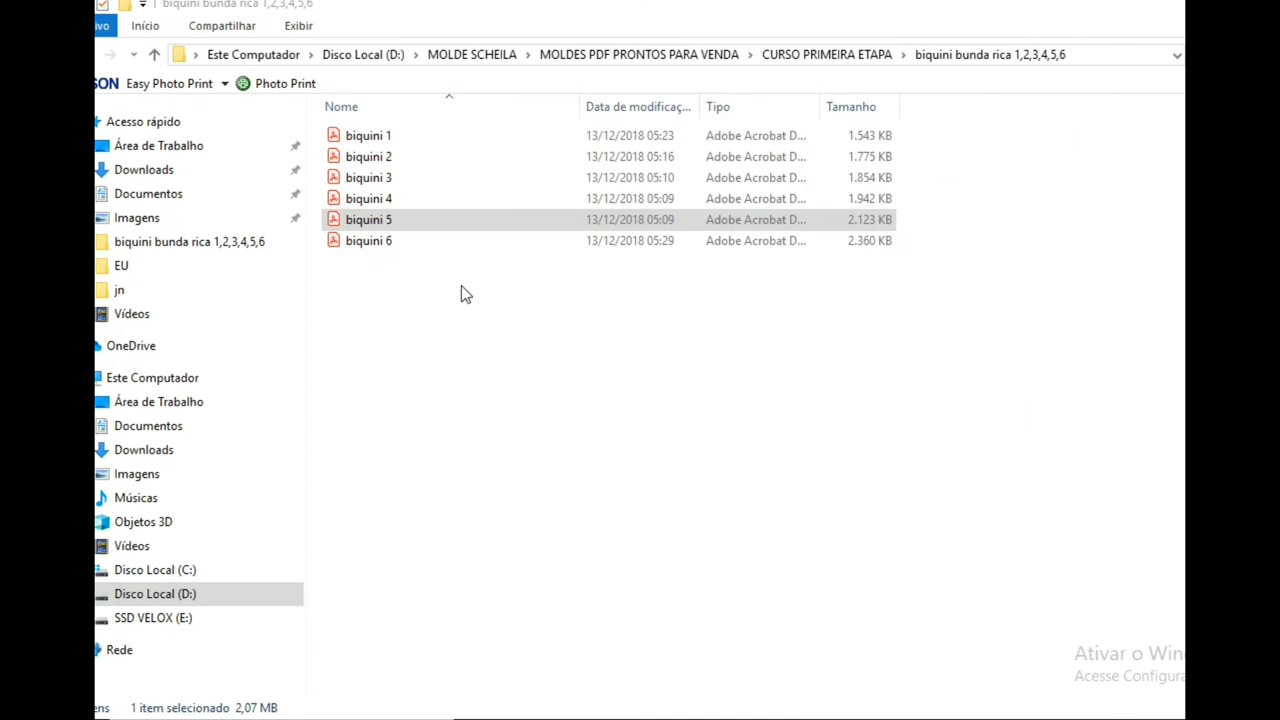 biquini bunda rica 1,2,3,4,5,6
ivo Início Compartilhar Exibir
Este Computador Disco Local (D:) MOLDE SCHEILA MOLDES PDF PRONTOS PARA VENDA CURSO PRIMEIRA ETAPA biquini bunda rica 1,2,3,4,5,6
SON Easy Photo Print Photo Print
Nome Data de modificaç... Tipo Tamanho
biquini 1 13/12/2018 05:23 Adobe Acrobat D... 1.543 KB
biquini 2 13/12/2018 05:16 Adobe Acrobat D... 1.775 KB
biquini 3 13/12/2018 05:10 Adobe Acrobat D... 1.854 KB
biquini 4 13/12/2018 05:09 Adobe Acrobat D... 1.942 KB
biquini 5 13/12/2018 05:09 Adobe Acrobat D... 2.123 KB
biquini 6 13/12/2018 05:29 Adobe Acrobat D... 2.360 KB
Acesso rápido
Área de Trabalho
Downloads
Documentos
Imagens
biquini bunda rica 1,2,3,4,5,6
EU
jn
Vídeos
OneDrive
Este Computador
Área de Trabalho
Documentos
Downloads
Imagens
Músicas
Objetos 3D
Vídeos
Disco Local (C:)
Disco Local (D:)
SSD VELOX (E:)
Rede
Ativar o Win
Acesse Configura
ens 1 item selecionado 2,07 MB